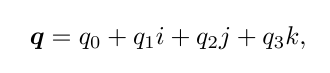 q = q₀ + q₁i + q₂j + q₃k,